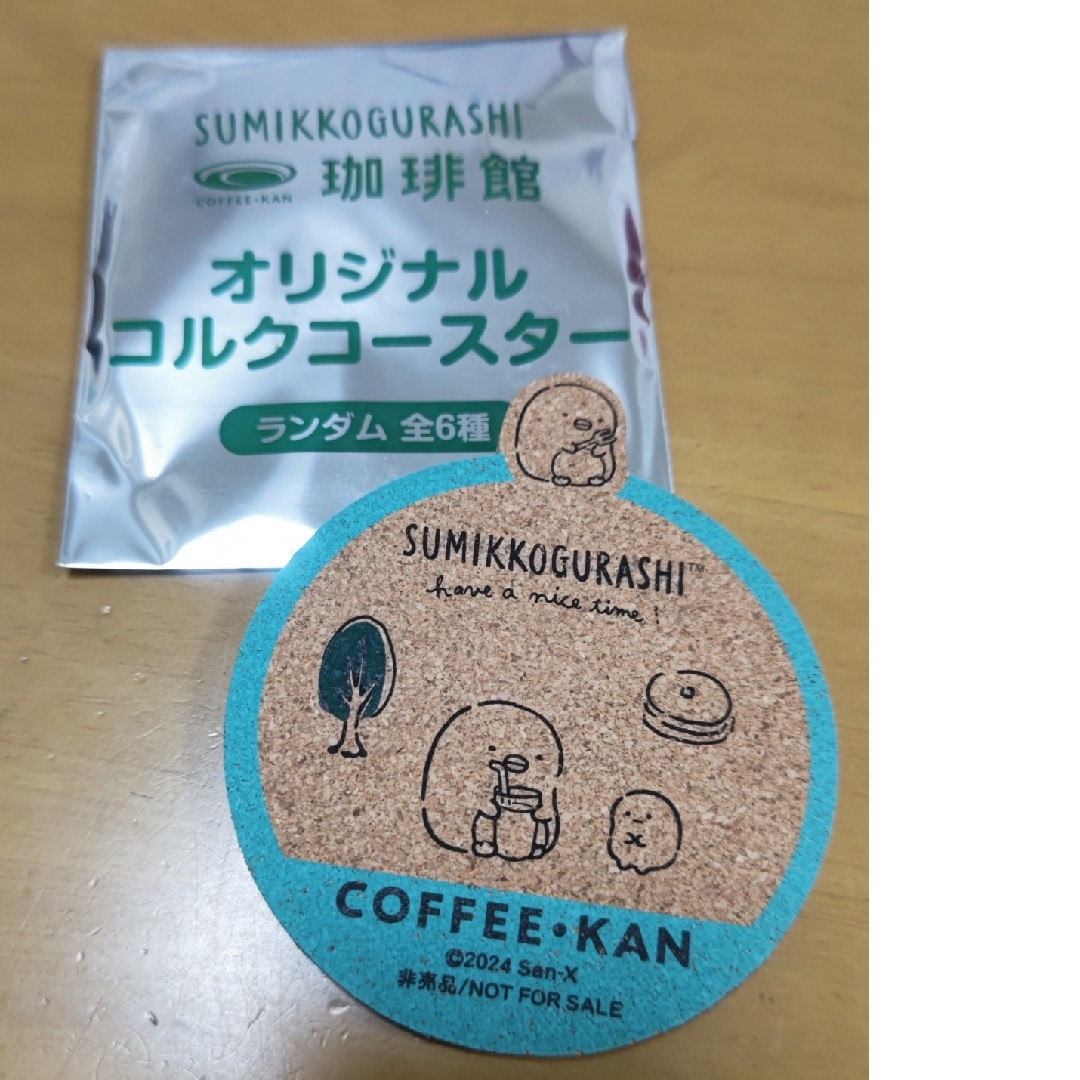 SUMIKKOGURASHI™
COFFEE・KAN 珈琲館
オリジナル
コルクコースター
ランダム 全6種
SUMIKKOGURASHI™
have a nice time!
COFFEE・KAN
©2024 San-X
非売品/NOT FOR SALE